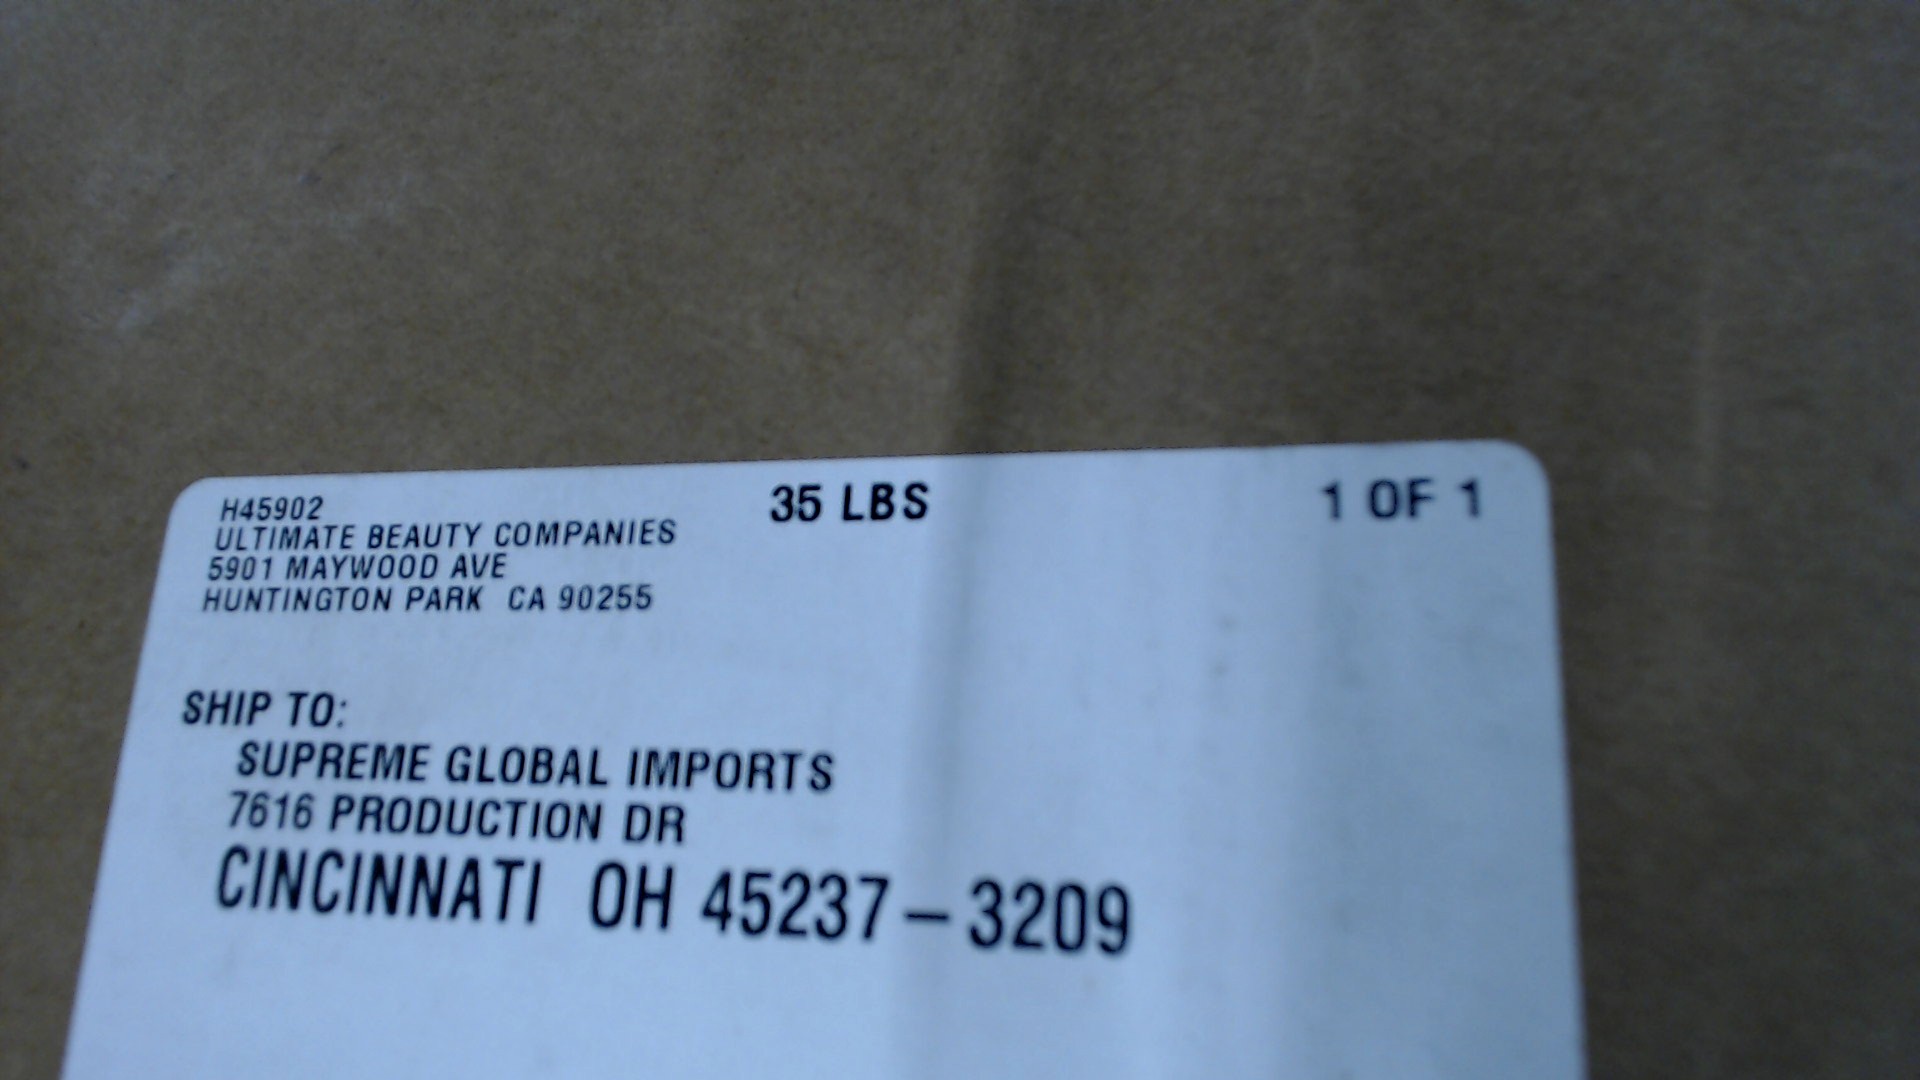 H45902
ULTIMATE BEAUTY COMPANIES
5901 MAYWOOD AVE
HUNTINGTON PARK CA 90255
35 LBS
1 OF 1
SHIP TO:
SUPREME GLOBAL IMPORTS
7616 PRODUCTION DR
CINCINNATI OH 45237-3209